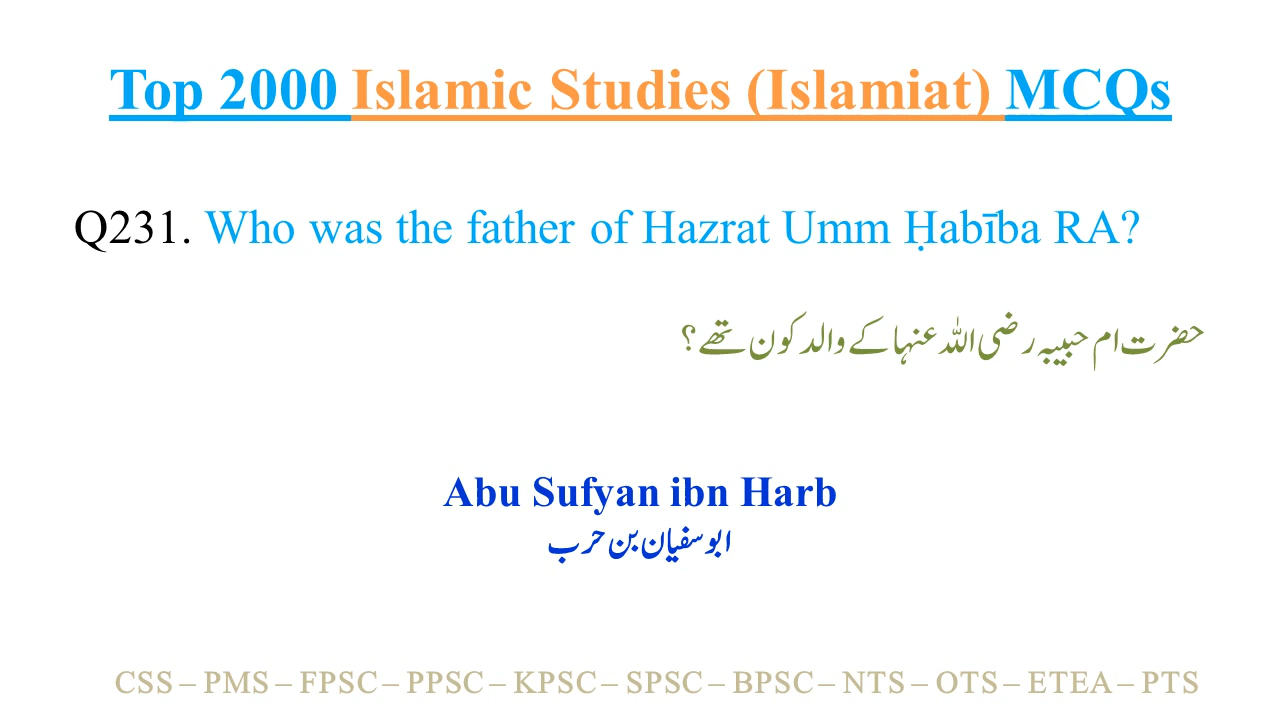 Top 2000 Islamic Studies (Islamiat) MCQs
Q231. Who was the father of Hazrat Umm Ḥabība RA?
حضرت ام حبیبہ رضی اللہ عنہا کے والد کون تھے؟
Abu Sufyan ibn Harb
ابو سفیان بن حرب
CSS – PMS – FPSC – PPSC – KPSC – SPSC – BPSC – NTS – OTS – ETEA – PTS